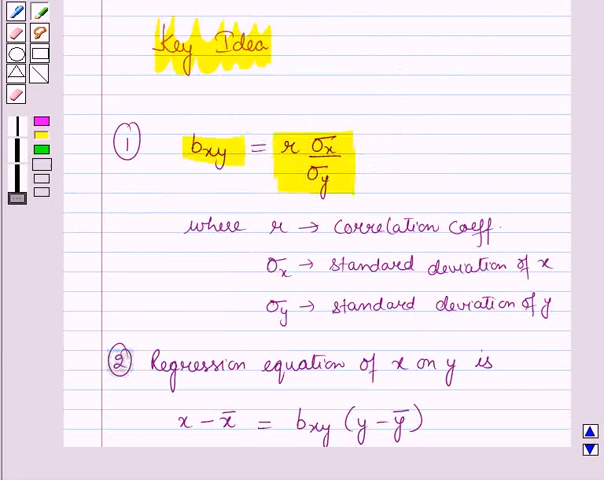 Key Idea
① bxy = r σx / σy
where r → correlation coeff.
σx → standard deviation of x
σy → standard deviation of y
② Regression equation of x on y is
x - x̄ = bxy (y - ȳ)